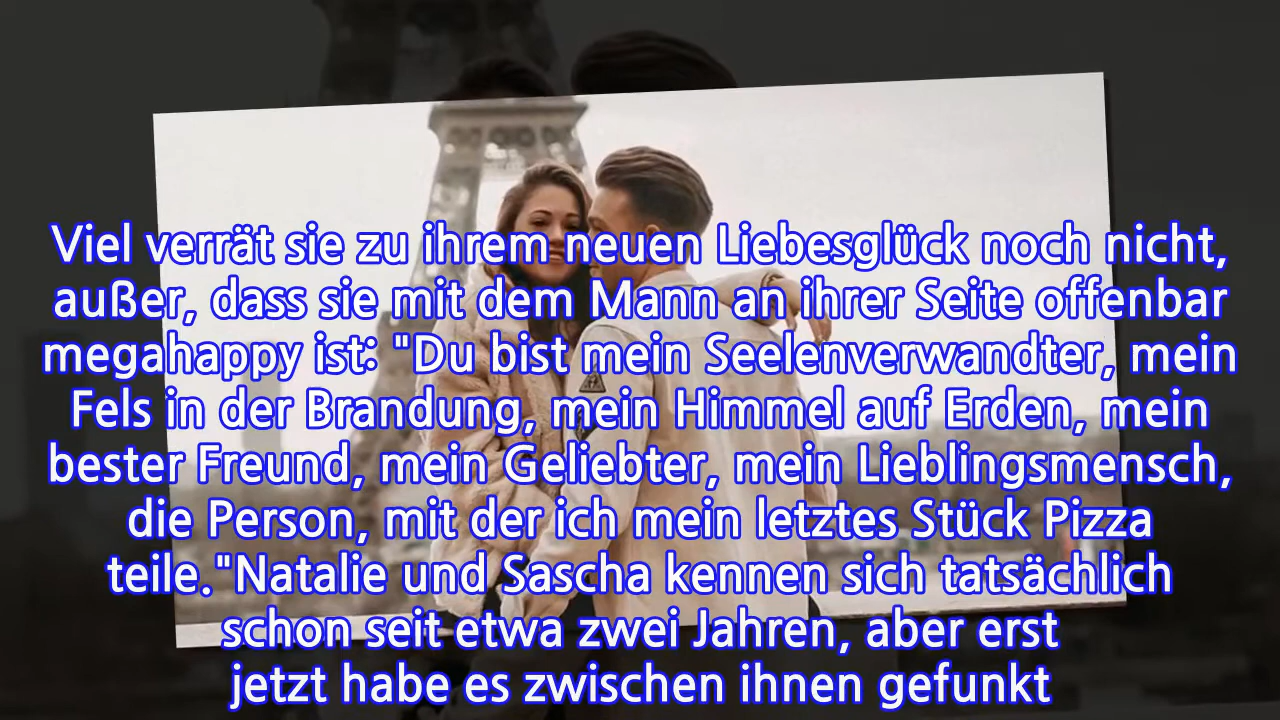 Viel verrät sie zu ihrem neuen Liebesglück noch nicht,
außer, dass sie mit dem Mann an ihrer Seite offenbar
megahappy ist: "Du bist mein Seelenverwandter, mein
Fels in der Brandung, mein Himmel auf Erden, mein
bester Freund, mein Geliebter, mein Lieblingsmensch,
die Person, mit der ich mein letztes Stück Pizza
teile."Natalie und Sascha kennen sich tatsächlich
schon seit etwa zwei Jahren, aber erst
jetzt habe es zwischen ihnen gefunkt